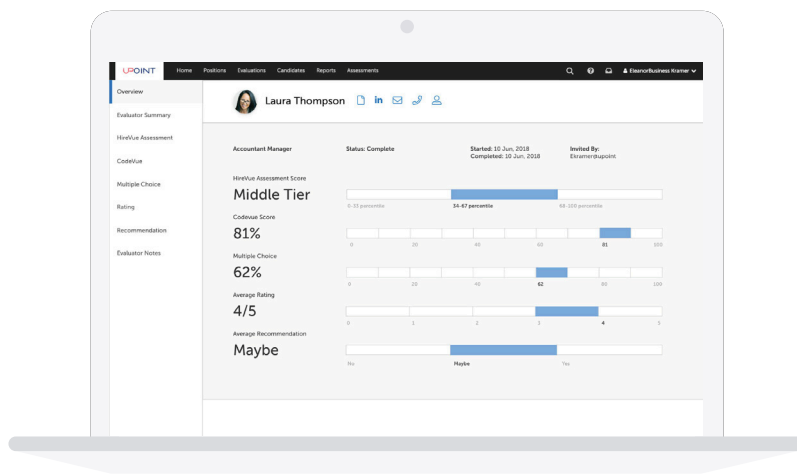 UPOINT Home Positions Evaluations Candidates Reports Assessments EleanorBusiness Kramer
Overview
Evaluator Summary
HireVue Assessment
CodeVue
Multiple Choice
Rating
Recommendation
Evaluator Notes
Laura Thompson in
Accountant Manager Status: Complete Started: 10 Jun, 2018 Invited By:
Completed: 10 Jun, 2018 Ekramer@upoint
HireVue Assessment Score
Middle Tier
0-33 percentile 34-67 percentile 68-100 percentile
Codevue Score
81%
0 20 40 60 81 100
Multiple Choice
62%
0 20 40 62 80 100
Average Rating
4/5
0 1 2 3 4 5
Average Recommendation
Maybe
No Maybe Yes